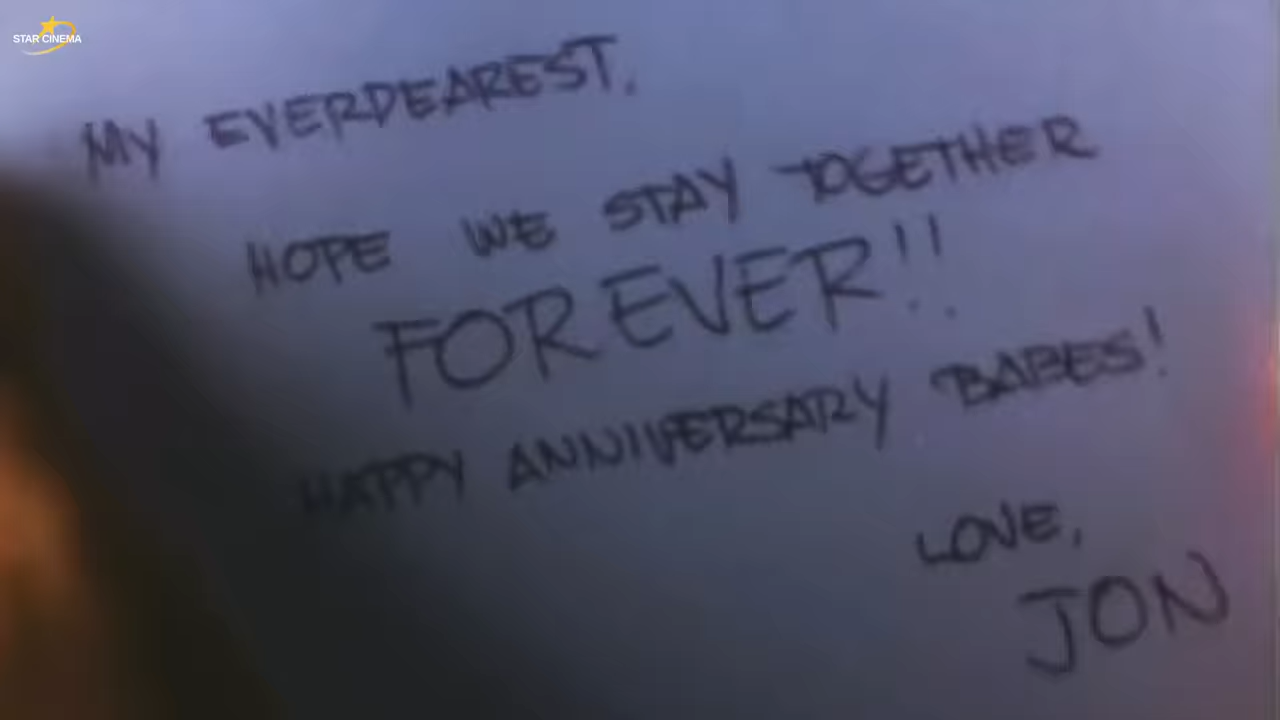 STAR CINEMA
MY EVERDEAREST,
HOPE WE STAY TOGETHER
FOREVER!!
HAPPY ANNIVERSARY BABES!
LOVE,
JON